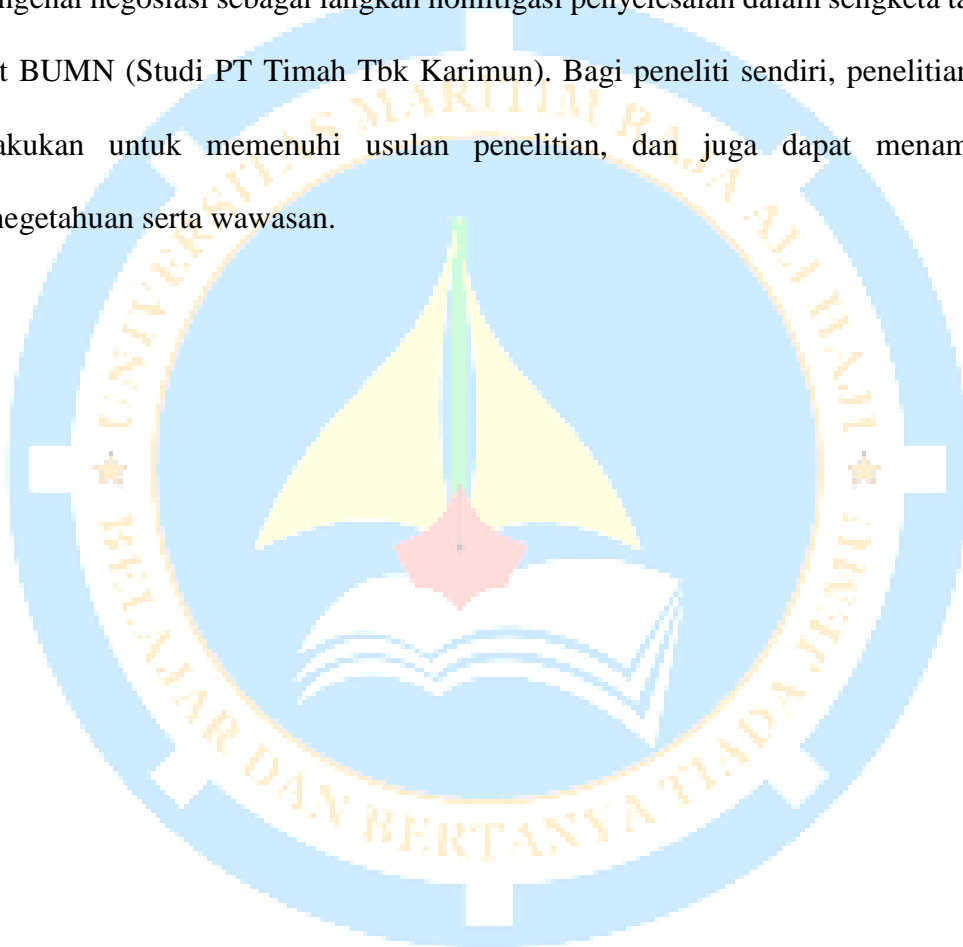 ngenai negosiasi sebagai langkah nonlitigasi penyelesaian dalam sengketa ta
t BUMN (Studi PT Timah Tbk Karimun). Bagi peneliti sendiri, penelitian
akukan untuk memenuhi usulan penelitian, dan juga dapat menam
negetahuan serta wawasan.
UNIVERSITAS MARITIM RAJA ALI HAJI
BELAJAR DAN BERTANYA TIADA JEMU